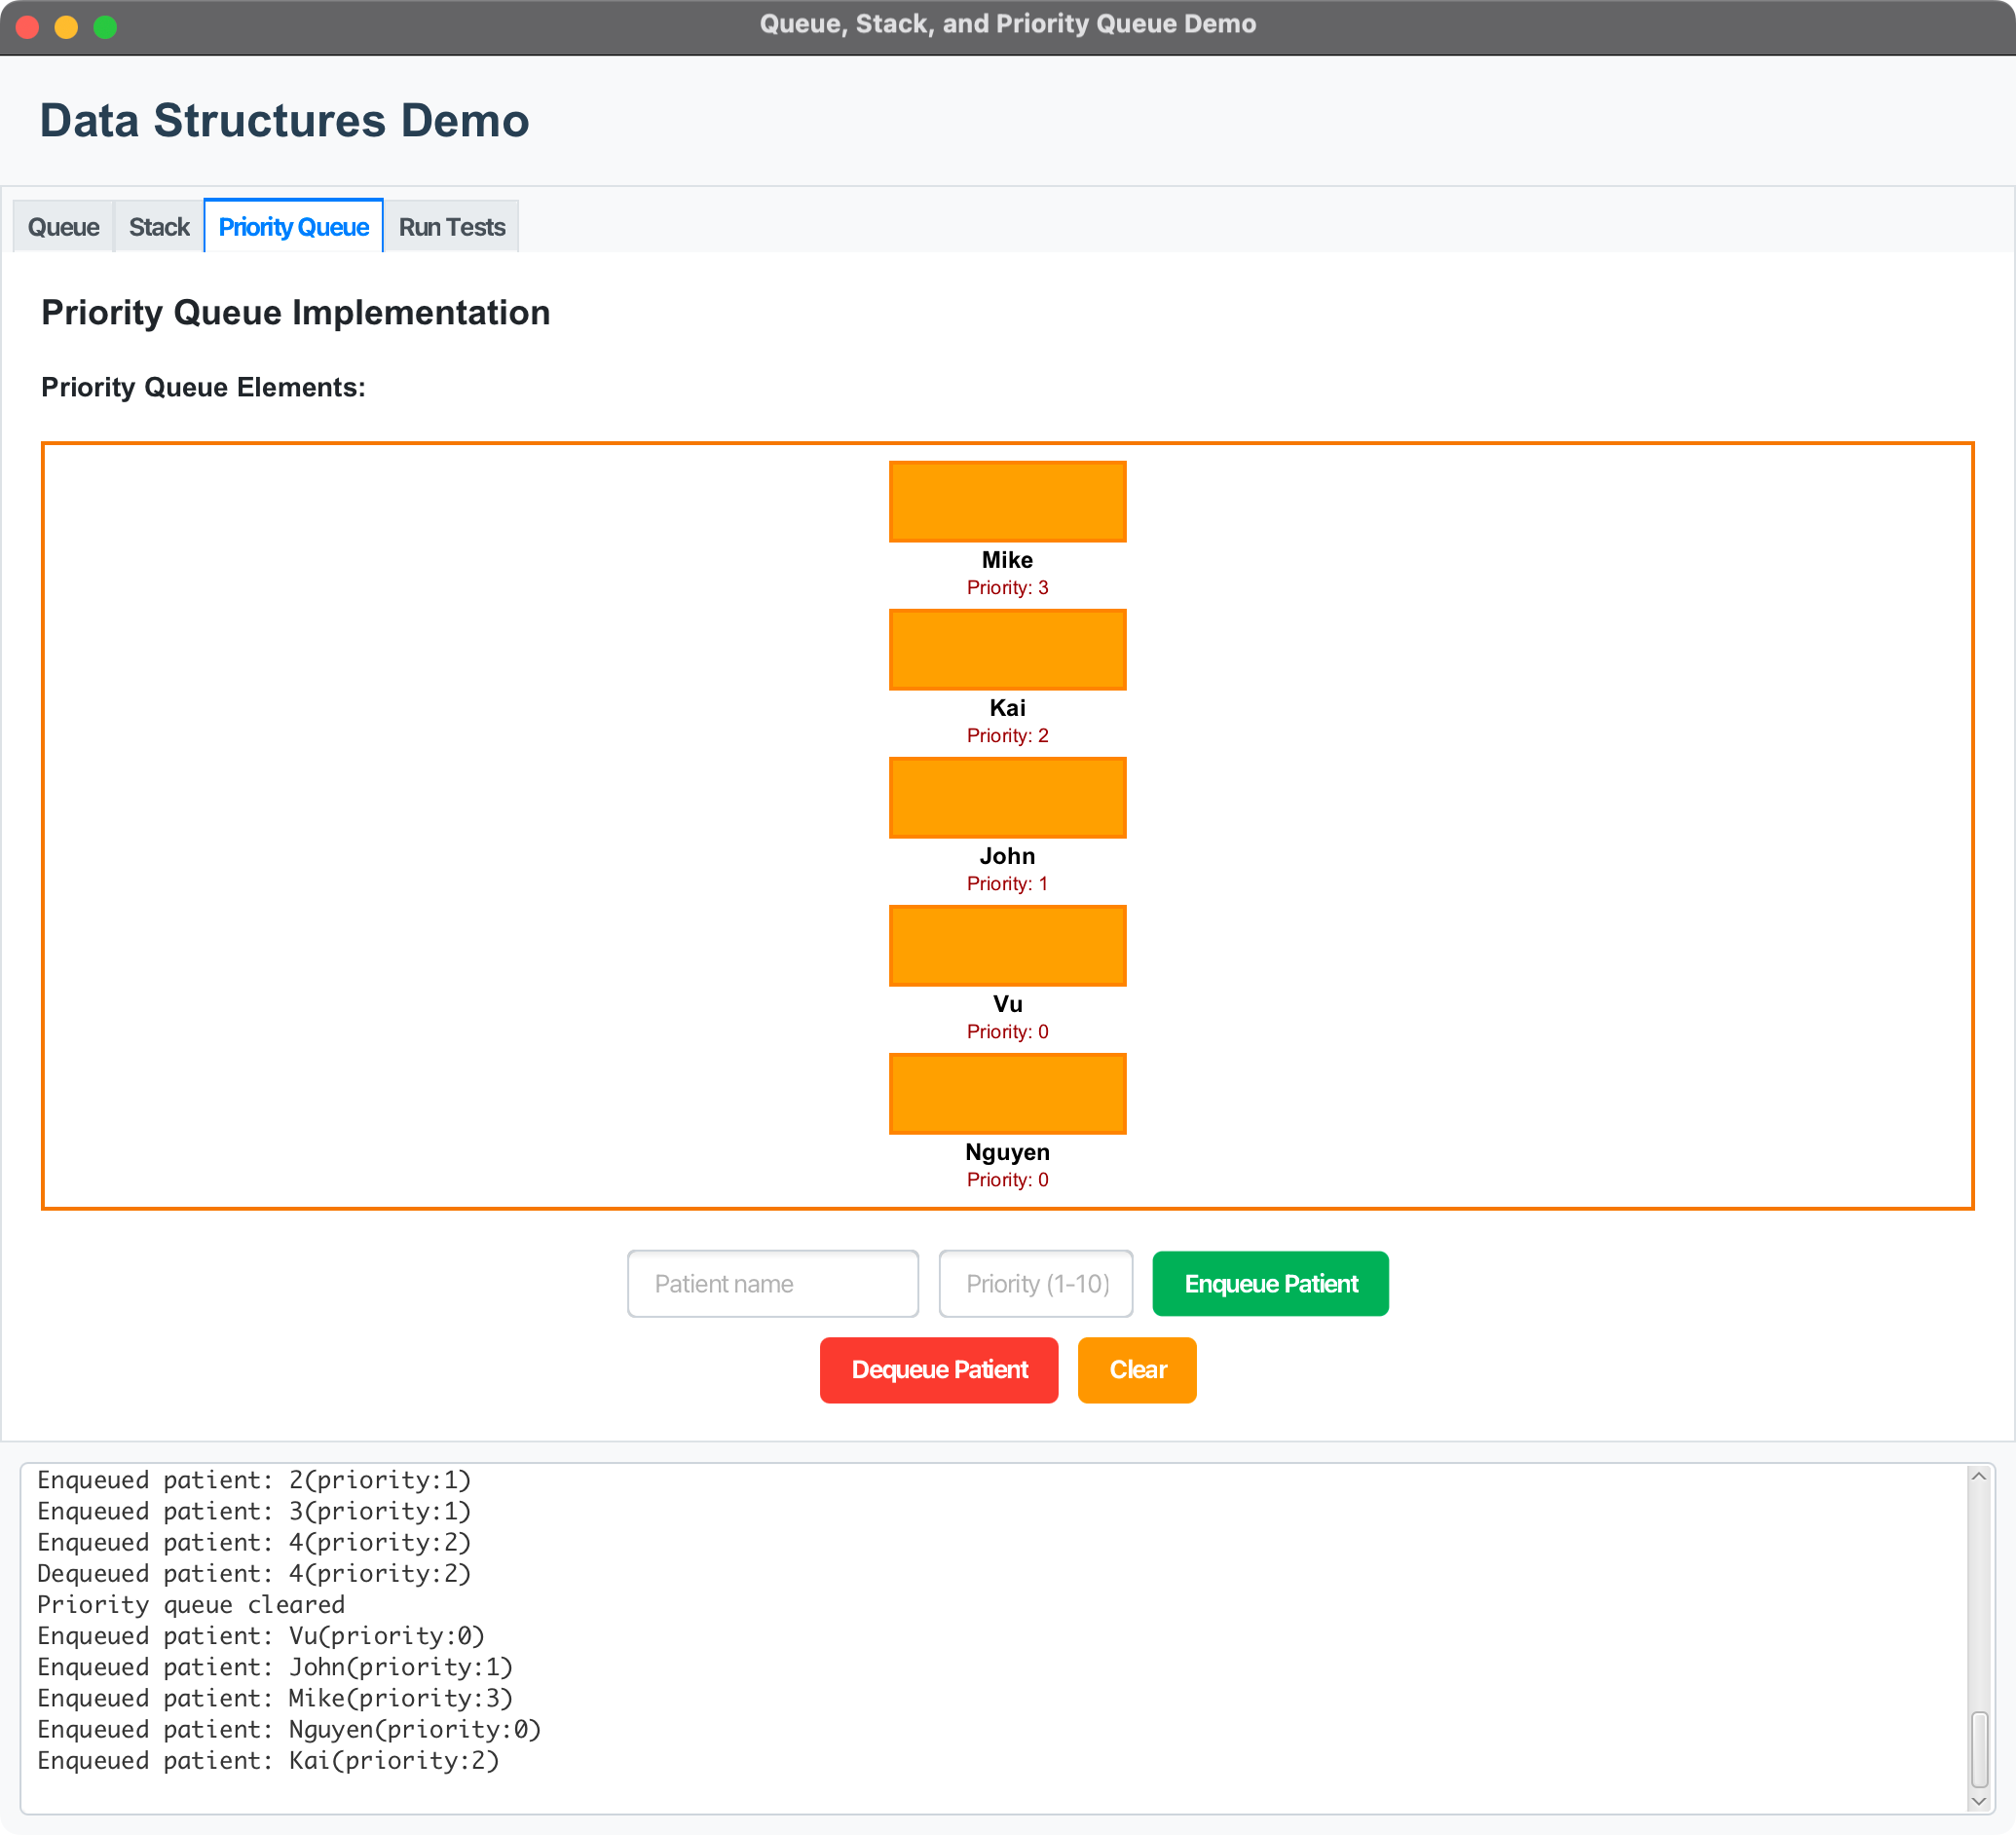 Queue, Stack, and Priority Queue Demo
Data Structures Demo
Queue Stack Priority Queue Run Tests
Priority Queue Implementation
Priority Queue Elements:
Mike
Priority: 3
Kai
Priority: 2
John
Priority: 1
Vu
Priority: 0
Nguyen
Priority: 0
Patient name Priority (1-10) Enqueue Patient
Dequeue Patient Clear
Enqueued patient: 2(priority:1)
Enqueued patient: 3(priority:1)
Enqueued patient: 4(priority:2)
Dequeued patient: 4(priority:2)
Priority queue cleared
Enqueued patient: Vu(priority:0)
Enqueued patient: John(priority:1)
Enqueued patient: Mike(priority:3)
Enqueued patient: Nguyen(priority:0)
Enqueued patient: Kai(priority:2)